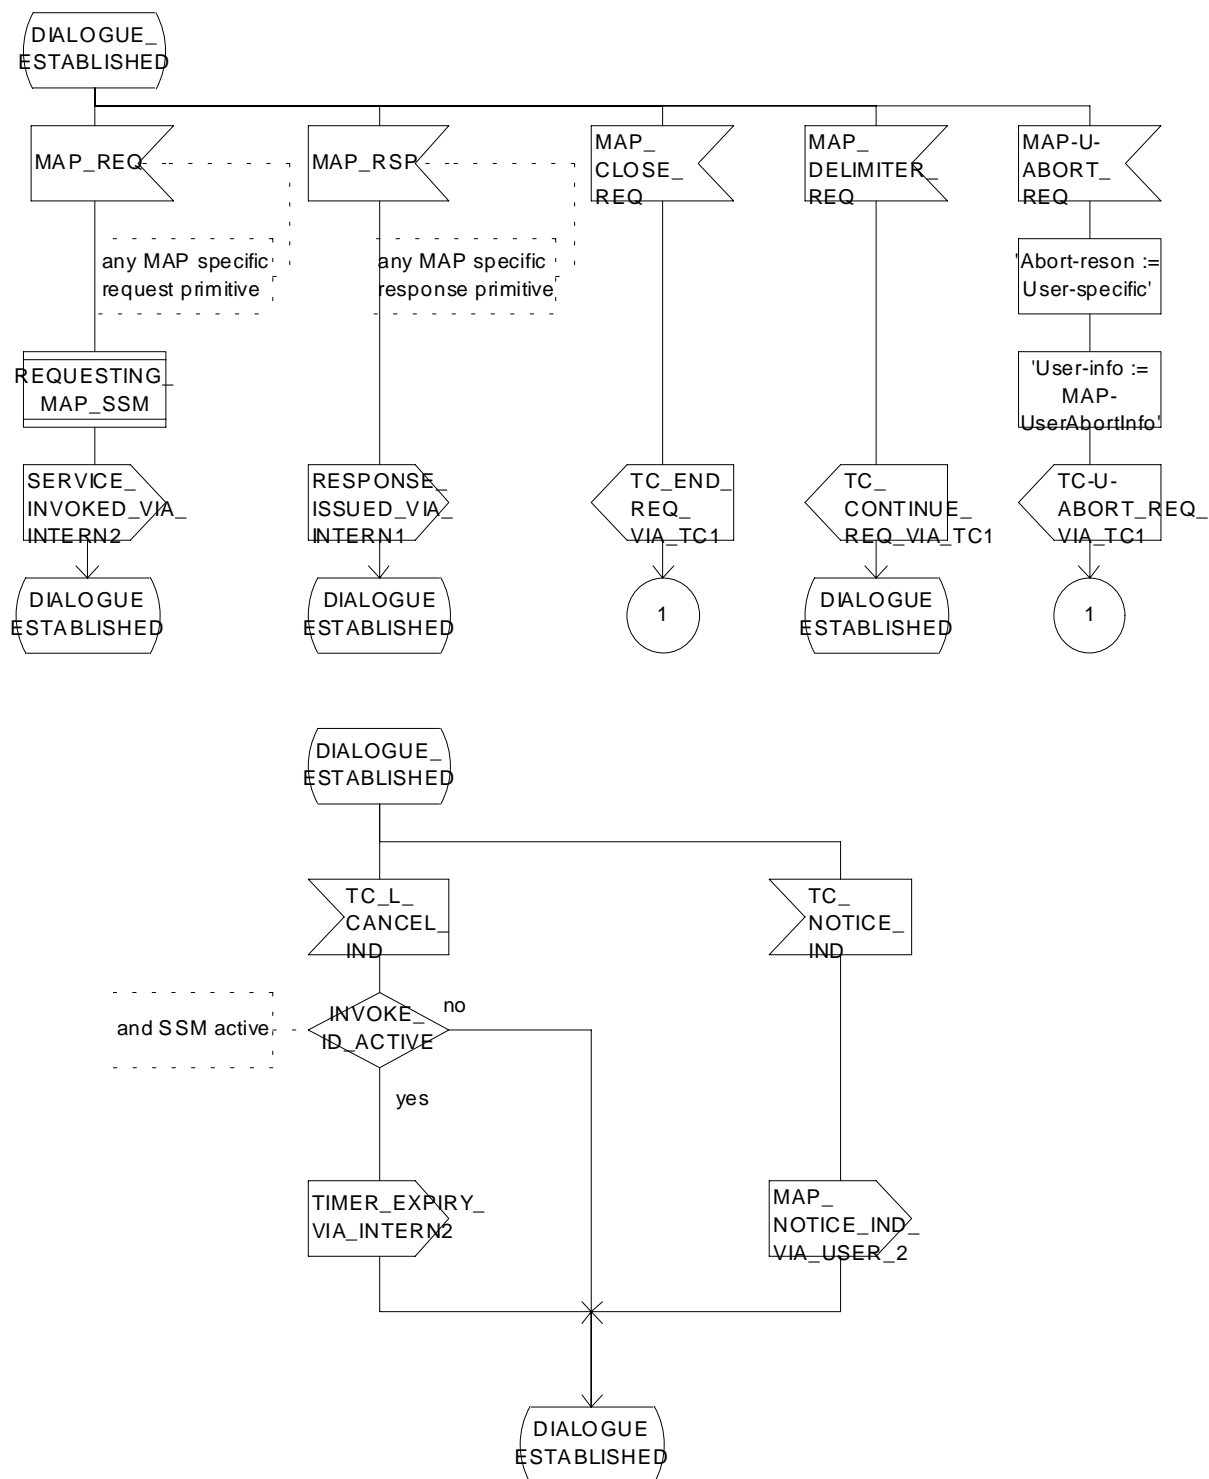 DIALOGUE_
ESTABLISHED
MAP_REQ
MAP_RSP
MAP_
CLOSE_
REQ
MAP_
DELIMITER_
REQ
MAP-U-
ABORT_
REQ
any MAP specific
request primitive
any MAP specific
response primitive
'Abort-reson :=
User-specific'
REQUESTING_
MAP_SSM
'User-info :=
MAP-
UserAbortInfo'
SERVICE_
INVOKED_VIA_
INTERN2
RESPONSE_
ISSUED_VIA_
INTERN1
TC_END_
REQ_
VIA_TC1
TC_
CONTINUE_
REQ_VIA_TC1
TC-U-
ABORT_REQ_
VIA_TC1
DIALOGUE
ESTABLISHED
DIALOGUE
ESTABLISHED
1
DIALOGUE
ESTABLISHED
1
DIALOGUE_
ESTABLISHED
TC_L_
CANCEL_
IND
TC_
NOTICE_
IND
and SSM active
INVOKE_
ID_ACTIVE
no
yes
TIMER_EXPIRY_
VIA_INTERN2
MAP_
NOTICE_IND_
VIA_USER_2
DIALOGUE
ESTABLISHED